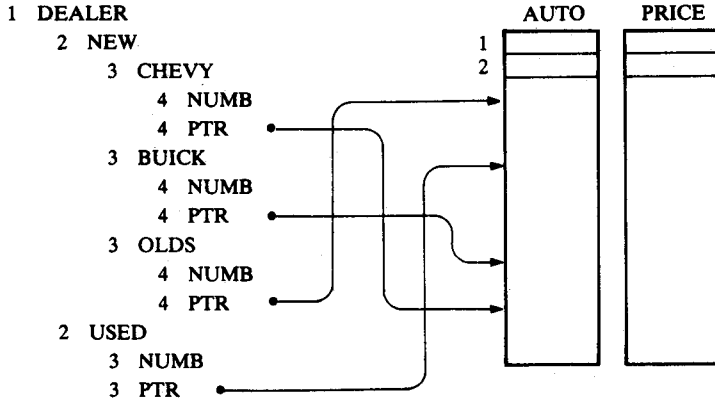 1 DEALER
2 NEW
3 CHEVY
4 NUMB
4 PTR
3 BUICK
4 NUMB
4 PTR
3 OLDS
4 NUMB
4 PTR
2 USED
3 NUMB
3 PTR
AUTO PRICE
1
2